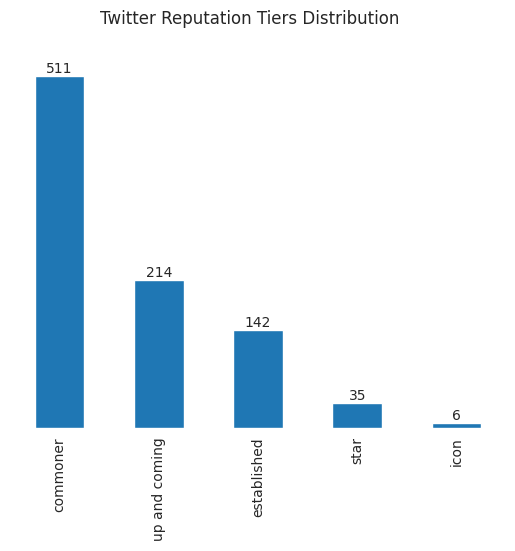 Twitter Reputation Tiers Distribution
511
214
142
35
6
commoner
up and coming
established
star
icon